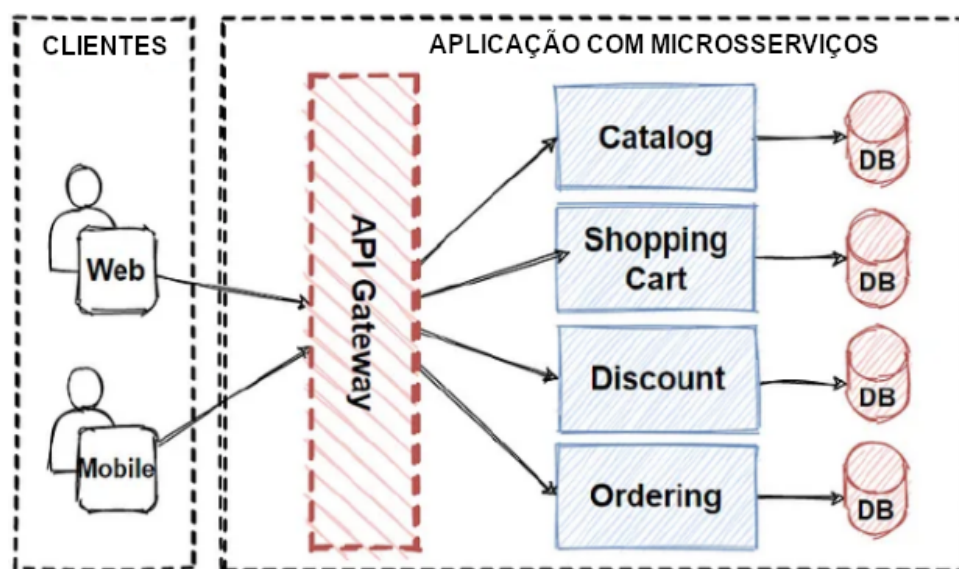 CLIENTES
APLICAÇÃO COM MICROSSERVIÇOS
Web
Mobile
API Gateway
Catalog
DB
Shopping
Cart
DB
Discount
DB
Ordering
DB